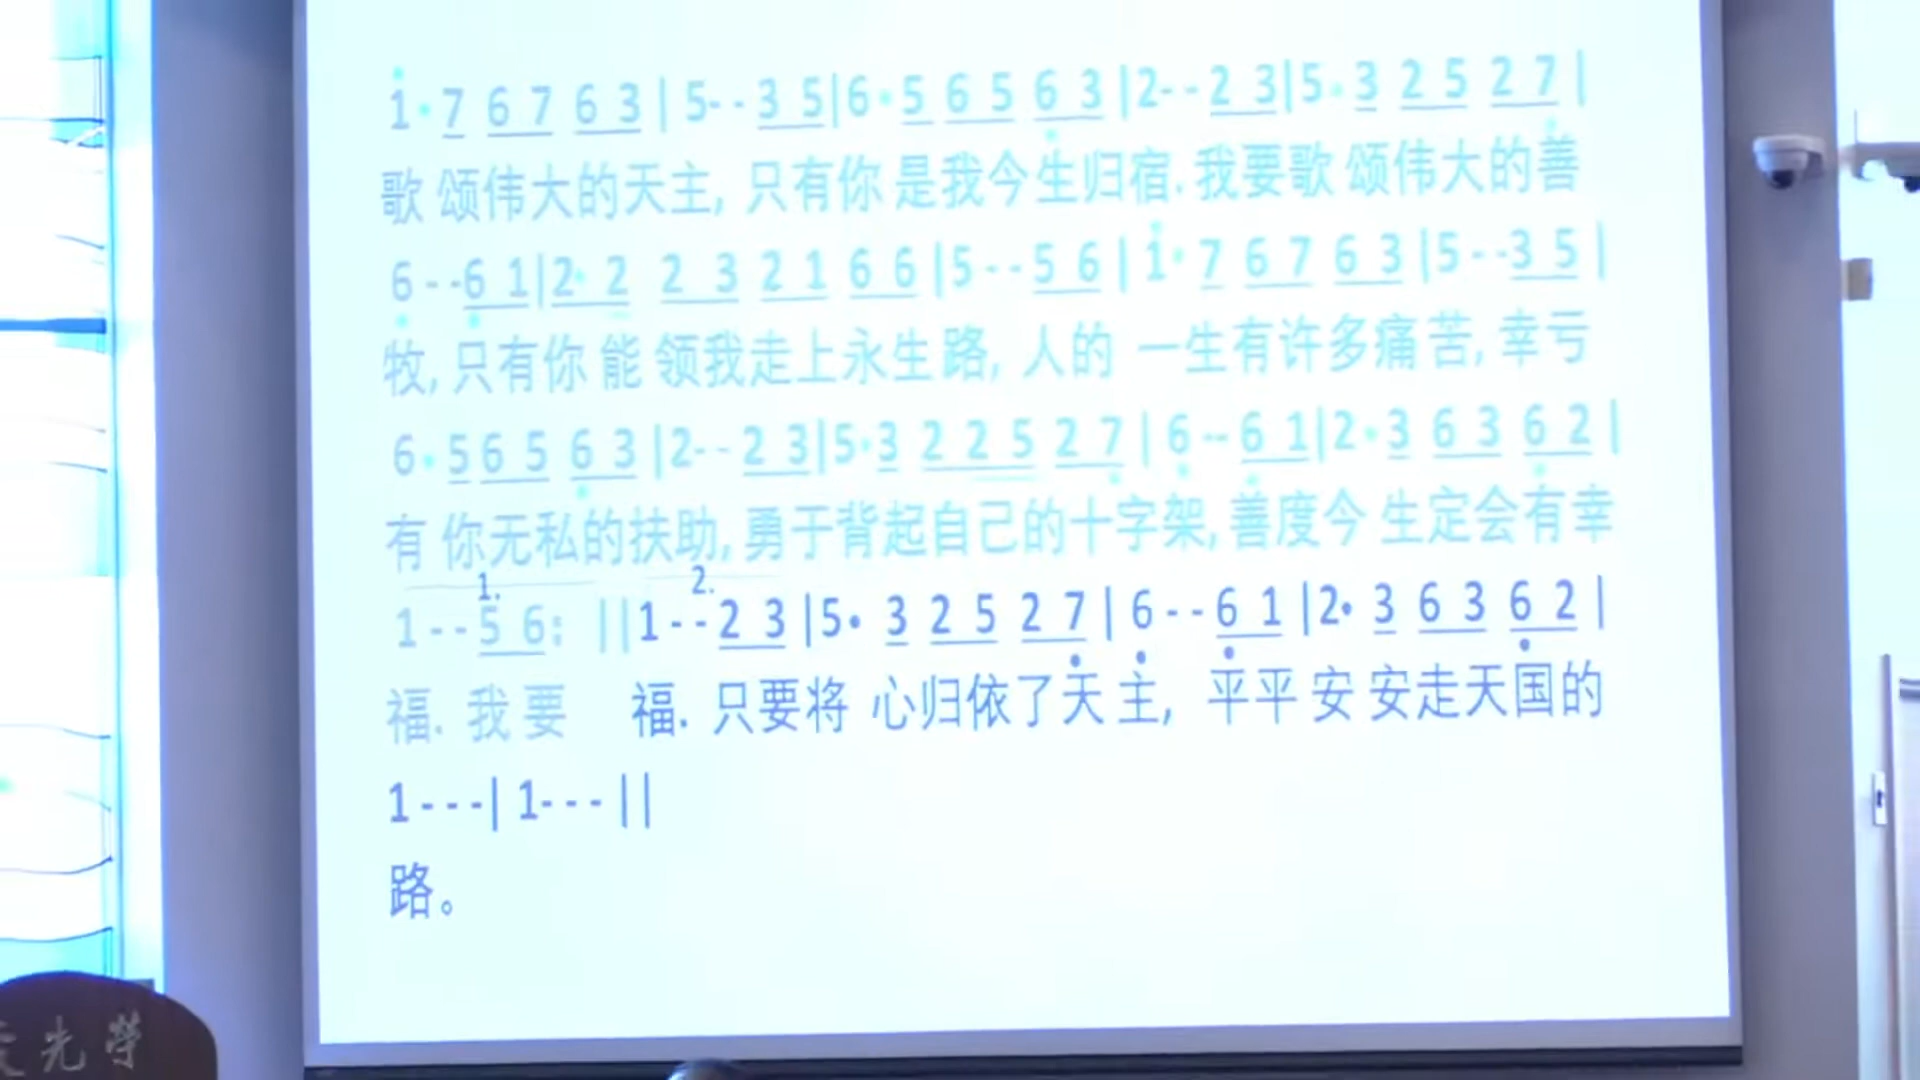 1̇· 7 6 7 6 3 | 5 - - 3 5 | 6· 5 6 5 6̣ 3 | 2 - - 2 3 | 5· 3 2 5 2 7̣ |
歌颂伟大的天主, 只有你是我今生归宿. 我要歌颂伟大的善
6̣ - - 6̣ 1 | 2· 2 2 3 2 1 6 6 | 5 - - 5 6 | 1̇· 7 6 7 6 3 | 5 - - 3 5 |
牧, 只有你能领我走上永生路, 人的一生有许多痛苦, 幸亏
6· 5 6 5 6̣ 3 | 2 - - 2 3 | 5· 3 2 2 5 2 7̣ | 6̣ - - 6̣ 1 | 2· 3 6 3 6̣ 2 |
有你无私的扶助, 勇于背起自己的十字架, 善度今生定会有幸
1. 2.
1 - - 5 6 : || 1 - - 2 3 | 5· 3 2 5 2 7̣ | 6̣ - - 6̣ 1 | 2· 3 6 3 6̣ 2 |
福. 我要 福. 只要将心归依了天主, 平平安安走天国的
1 - - - | 1 - - - ||
路。
先荣